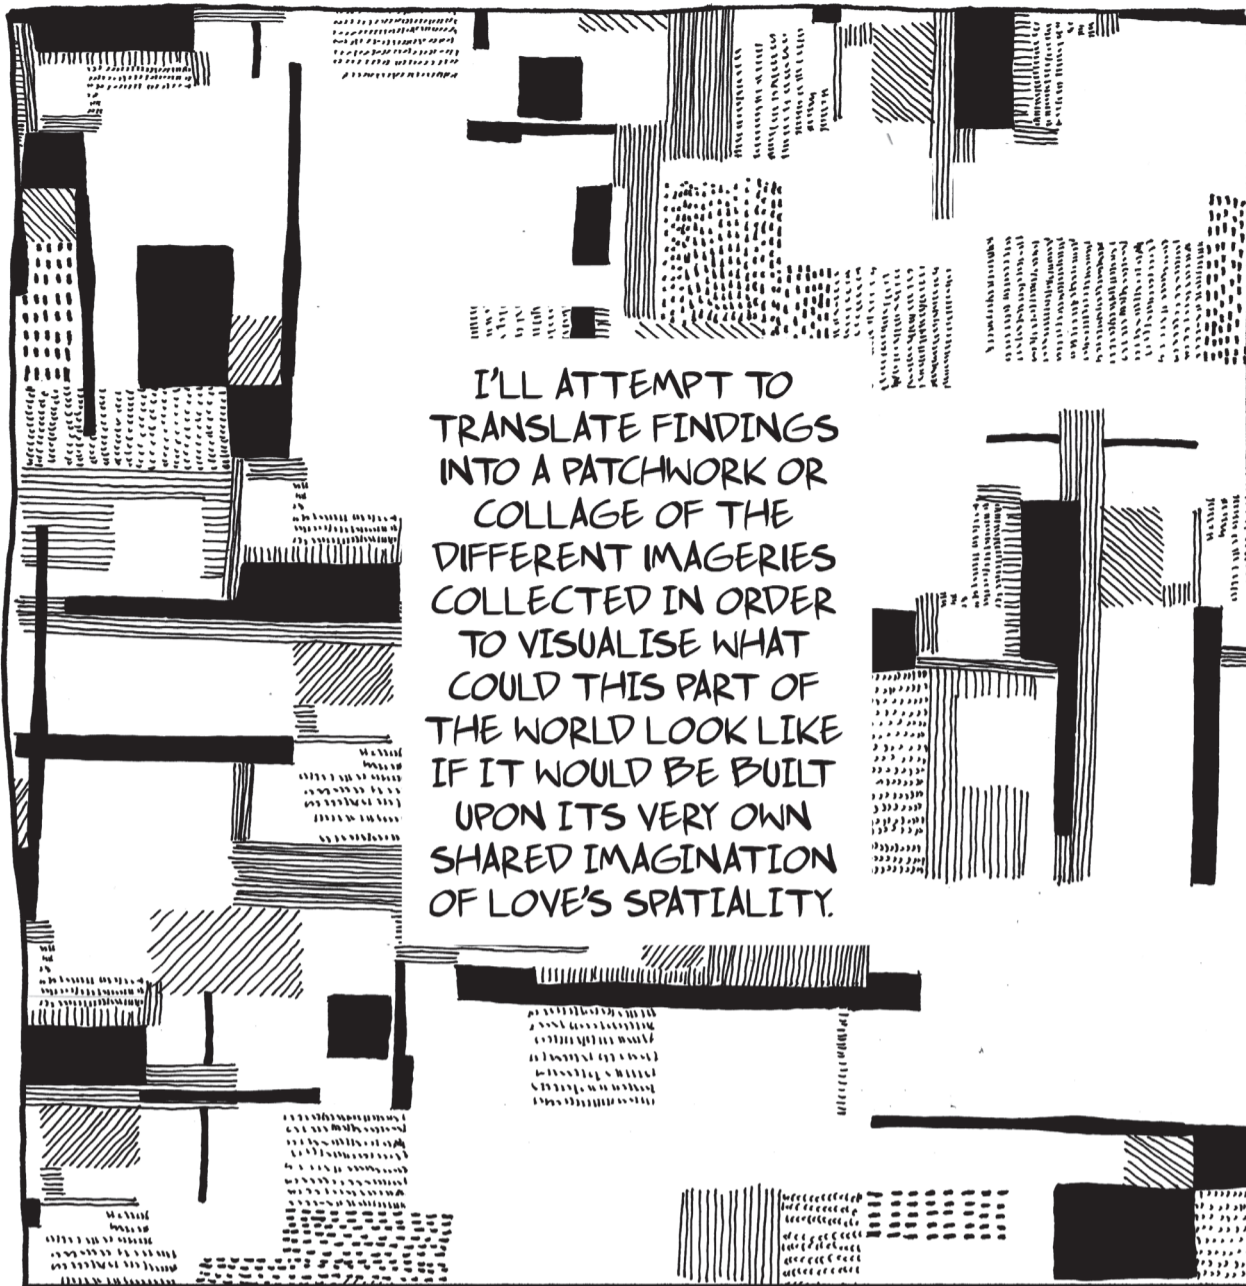 I'LL ATTEMPT TO
TRANSLATE FINDINGS
INTO A PATCHWORK OR
COLLAGE OF THE
DIFFERENT IMAGERIES
COLLECTED IN ORDER
TO VISUALISE WHAT
COULD THIS PART OF
THE WORLD LOOK LIKE
IF IT WOULD BE BUILT
UPON ITS VERY OWN
SHARED IMAGINATION
OF LOVE'S SPATIALITY.